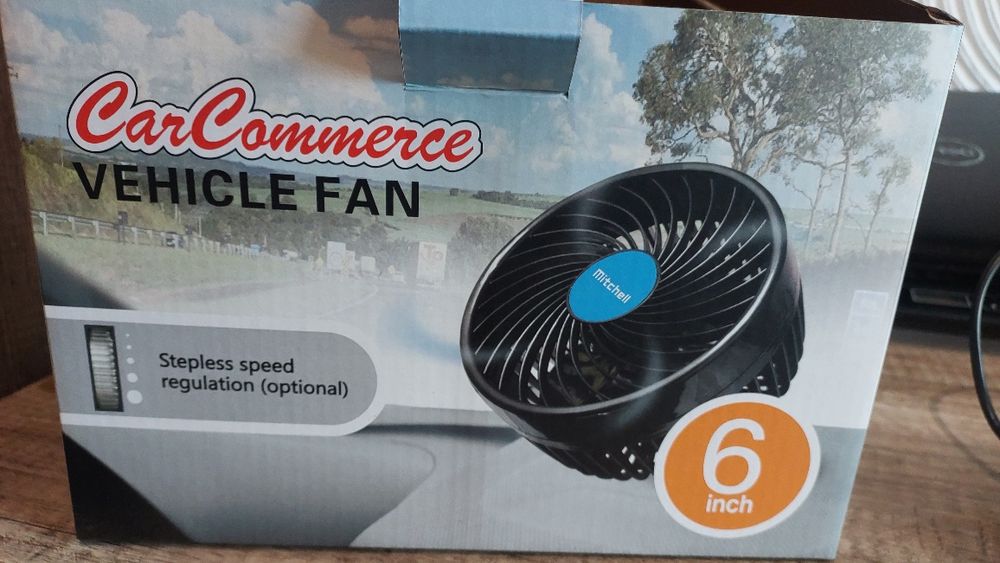 CarCommerce
VEHICLE FAN
Mitchell
Stepless speed
regulation (optional)
6
inch